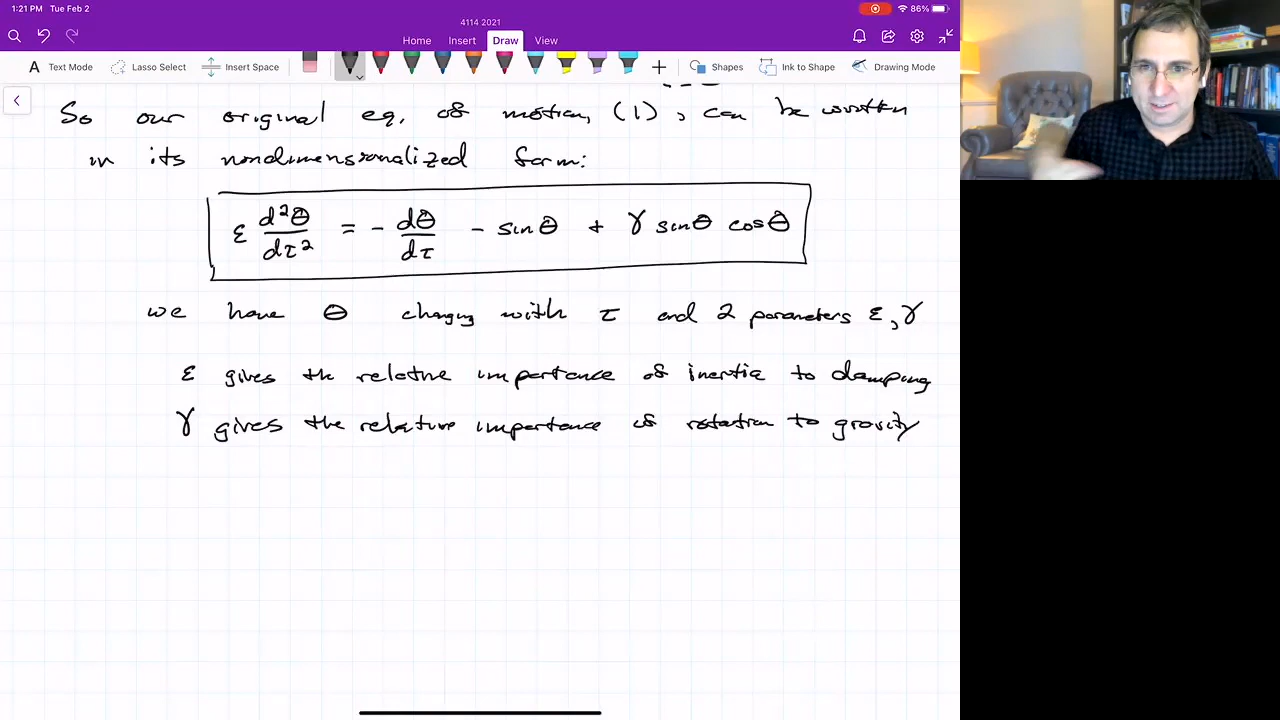 1:21 PM Tue Feb 2
86%
4114 2021
Home Insert Draw View
Text Mode Lasso Select Insert Space Shapes Ink to Shape Drawing Mode
So our original eq. of motion, (1), can be written
in its nondimensionalized form:
ε d²θ/dτ² = - dθ/dτ - sinθ + γ sinθ cosθ
we have θ changing with τ and 2 parameters ε, γ
ε gives the relative importance of inertia to damping
γ gives the relative importance of rotation to gravity